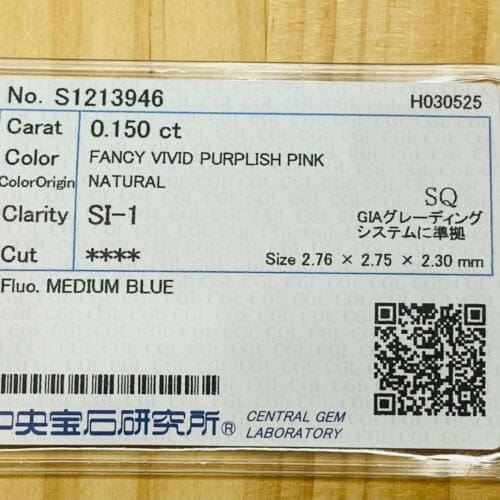 No. S1213946 H030525
Carat 0.150 ct
Color FANCY VIVID PURPLISH PINK
ColorOrigin NATURAL
Clarity SI-1
SQ
GIAグレーディング
システムに準拠
Cut ****
Size 2.76 × 2.75 × 2.30 mm
Fluo. MEDIUM BLUE
中央宝石研究所® CENTRAL GEM
LABORATORY